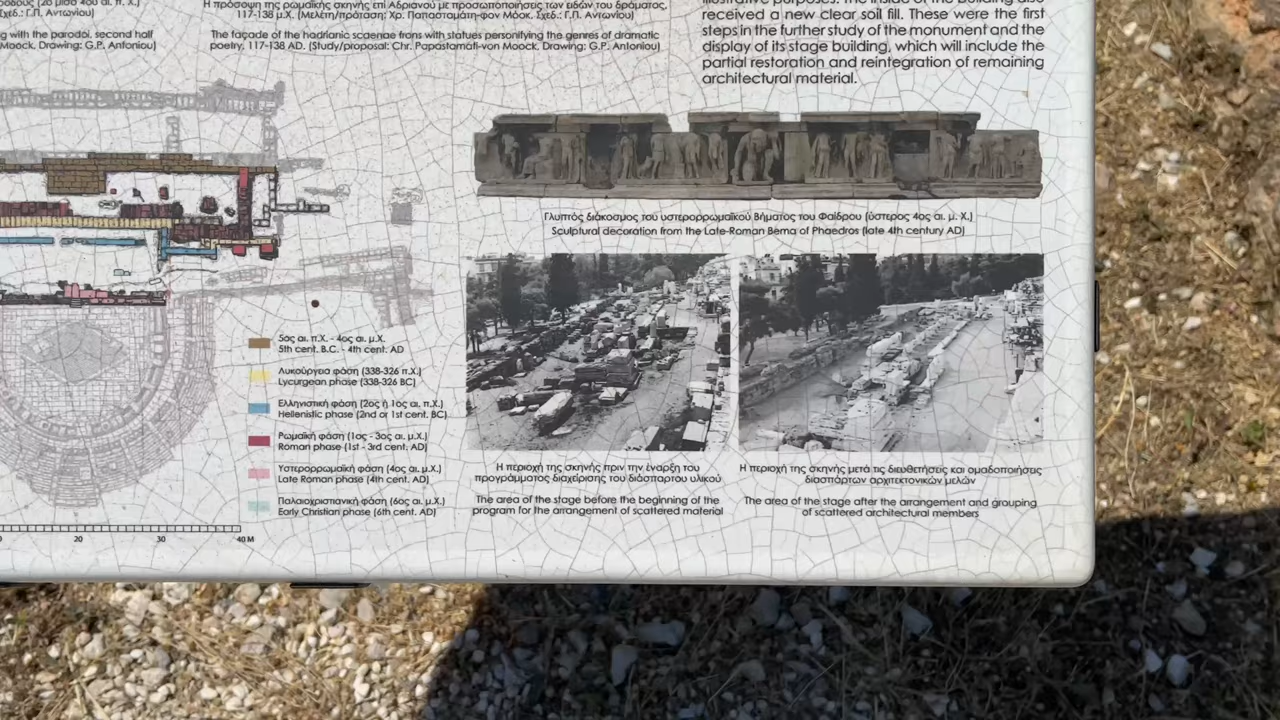 Η πρόσοψη της ρωμαϊκής σκηνής επί Αδριανού με προσωποποιήσεις των ειδών του δράματος,
117-138 μ.Χ. (Μελέτη/πρόταση: Χρ. Παπασταμάτη-φον Μόοκ, Σχεδ.: Γ.Π. Αντωνίου)
Σχεδ.: Γ.Π. Αντωνίου)
g with the parodoi, second half
Moock, Drawing: G.P. Antoniou)
The façade of the hadrianic scaenae frons with statues personifying the genres of dramatic
poetry, 117-138 AD. (Study/proposal: Chr. Papastamati-von Moock, Drawing: G.P. Antoniou)
illustrative purposes. The inside of the building also
received a new clear soil fill. These were the first
steps in the further study of the monument and the
display of its stage building, which will include the
partial restoration and reintegration of remaining
architectural material.
Γλυπτός διάκοσμος του υστερορρωμαϊκού Βήματος του Φαίδρου (ύστερος 4ος αι. μ. Χ.)
Sculptural decoration from the Late-Roman Bema of Phaedros (late 4th century AD)
5ος αι. π.Χ. - 4ος αι. μ.Χ.
5th cent. B.C. - 4th cent. AD
Λυκούργεια φάση (338-326 π.Χ.)
Lycurgean phase (338-326 BC)
Ελληνιστική φάση (2ος ή 1ος αι. π.Χ.)
Hellenistic phase (2nd or 1st cent. BC)
Ρωμαϊκή φάση (1ος - 3ος αι. μ.Χ.)
Roman phase (1st - 3rd cent. AD)
Υστερορρωμαϊκή φάση (4ος αι. μ.Χ.)
Late Roman phase (4th cent. AD)
Παλαιοχριστιανική φάση (6ος αι. μ.Χ.)
Early Christian phase (6th cent. AD)
20 30 40 M
Η περιοχή της σκηνής πριν την έναρξη του
προγράμματος διαχείρισης του διάσπαρτου υλικού
The area of the stage before the beginning of the
program for the arrangement of scattered material
Η περιοχή της σκηνής μετά τις διευθετήσεις και ομαδοποιήσεις
διασπάρτων αρχιτεκτονικών μελών
The area of the stage after the arrangement and grouping
of scattered architectural members